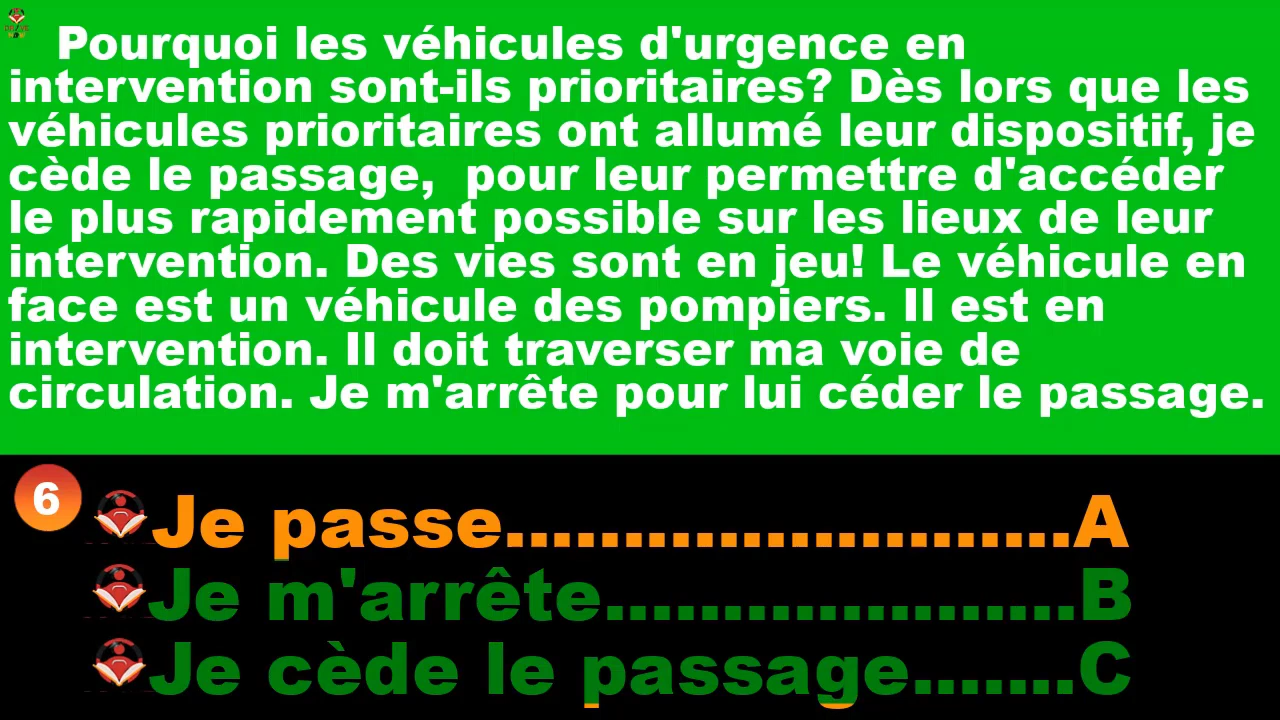 Pourquoi les véhicules d'urgence en
intervention sont-ils prioritaires? Dès lors que les
véhicules prioritaires ont allumé leur dispositif, je
cède le passage,  pour leur permettre d'accéder
le plus rapidement possible sur les lieux de leur
intervention. Des vies sont en jeu! Le véhicule en
face est un véhicule des pompiers. Il est en
intervention. Il doit traverser ma voie de
circulation. Je m'arrête pour lui céder le passage.
6
Je passe........................A
Je m'arrête....................B
Je cède le passage.......C